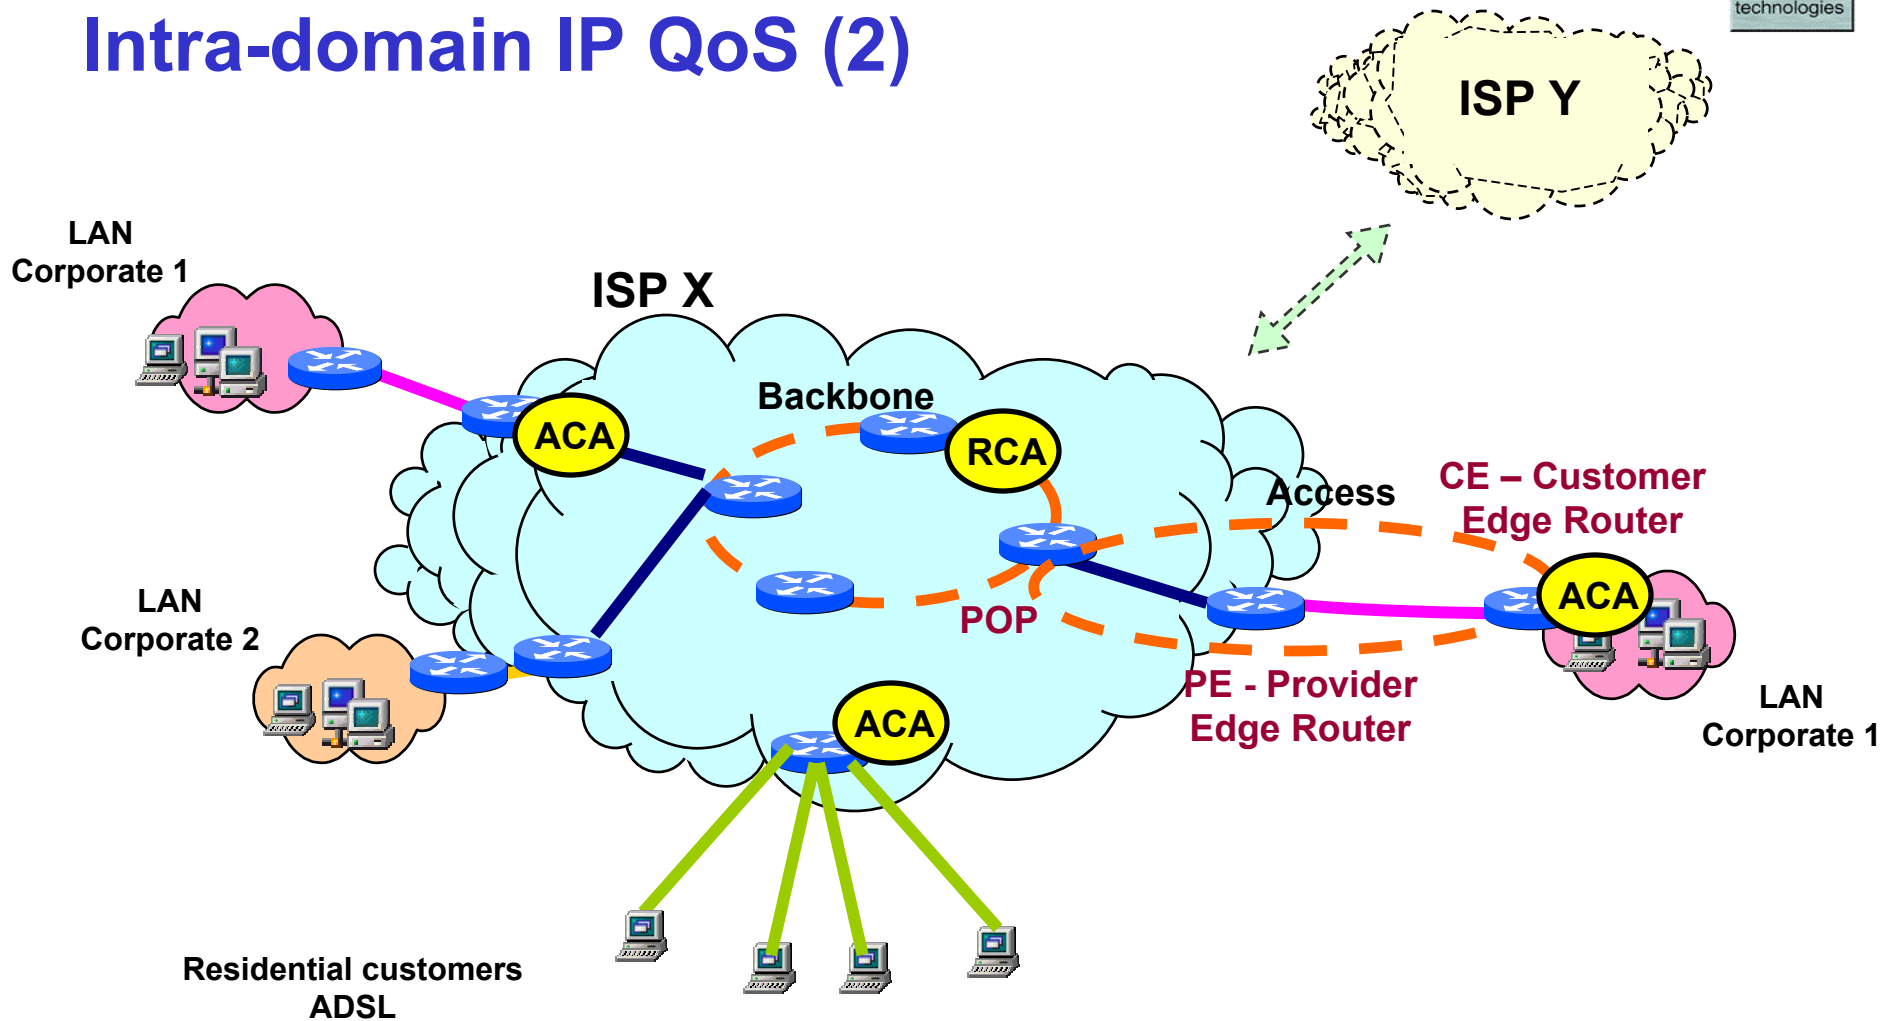 technologies
Intra-domain IP QoS (2)
ISP Y
LAN
Corporate 1
ISP X
Backbone
ACA
RCA
Access
CE – Customer
Edge Router
ACA
LAN
Corporate 2
POP
PE - Provider
Edge Router
LAN
Corporate 1
ACA
Residential customers
ADSL